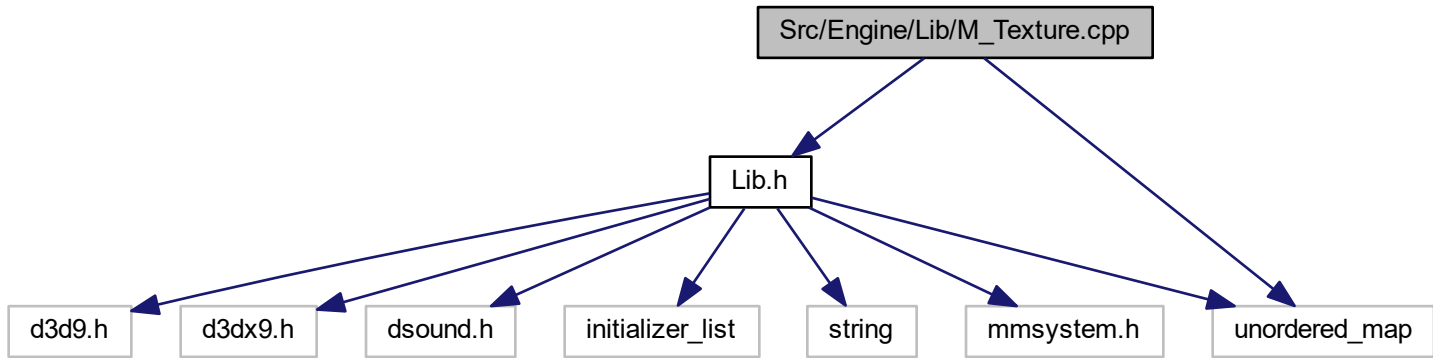 Src/Engine/Lib/M_Texture.cpp
Lib.h
d3d9.h
d3dx9.h
dsound.h
initializer_list
string
mmsystem.h
unordered_map